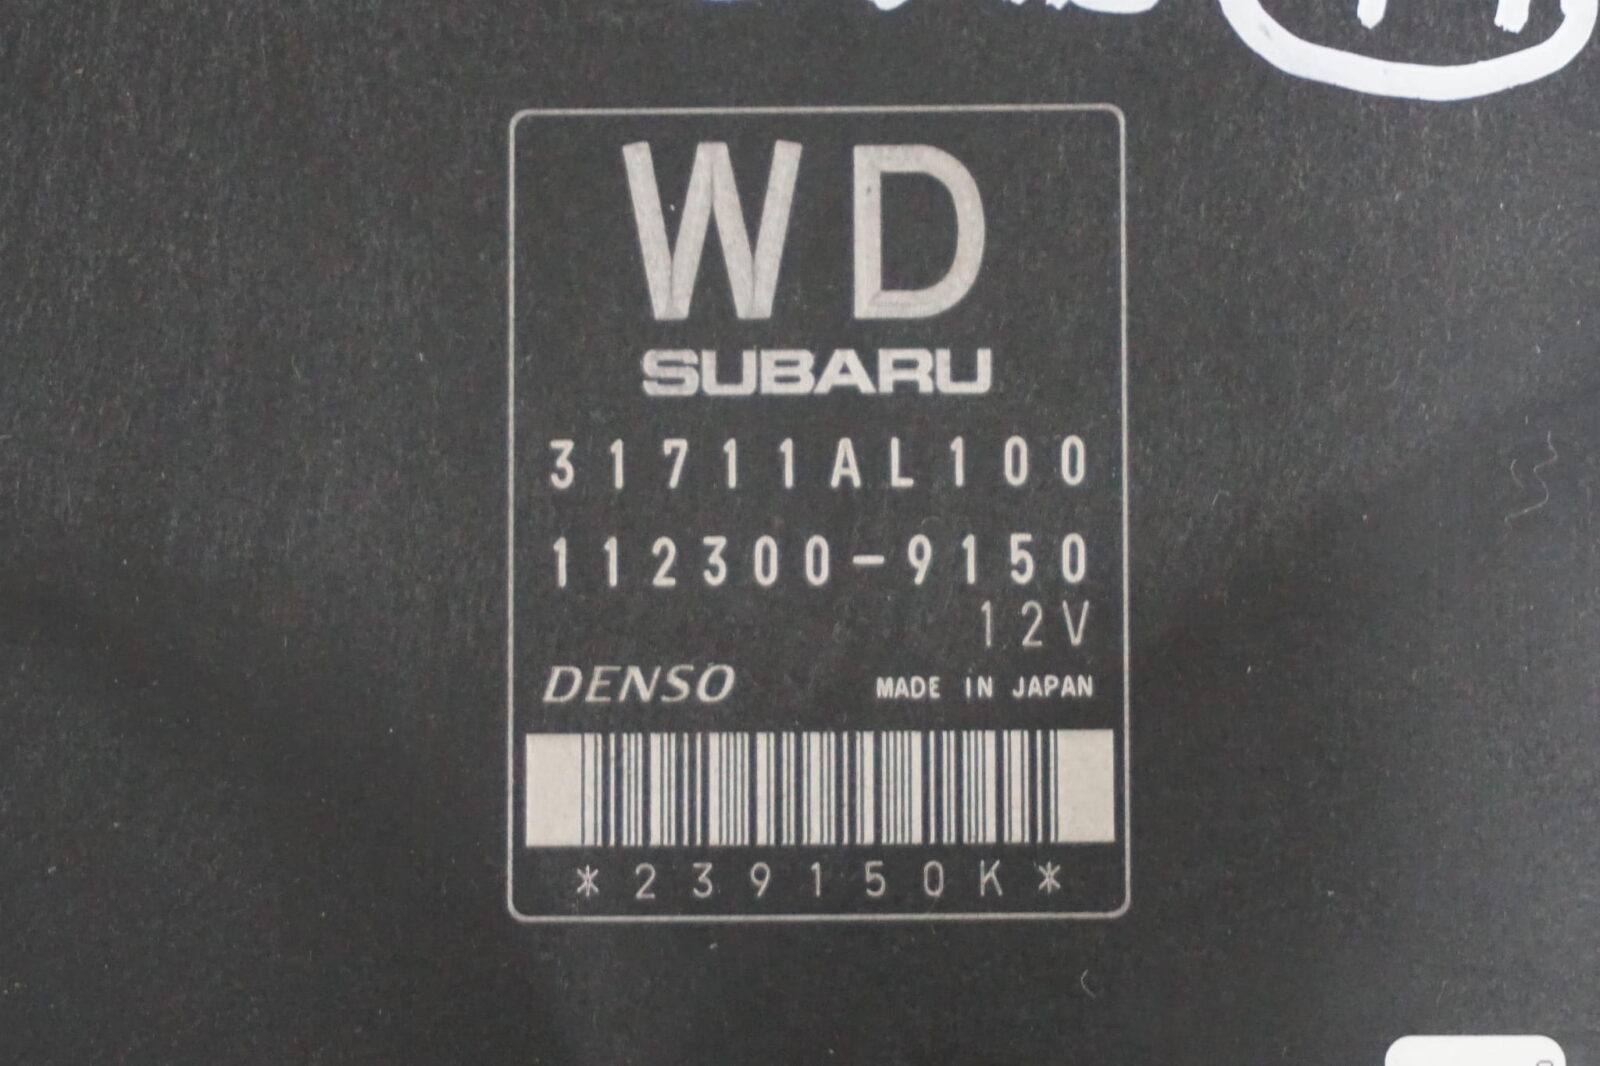 WD
SUBARU
31711AL100
112300-9150
12V
DENSO MADE IN JAPAN
*239150K*